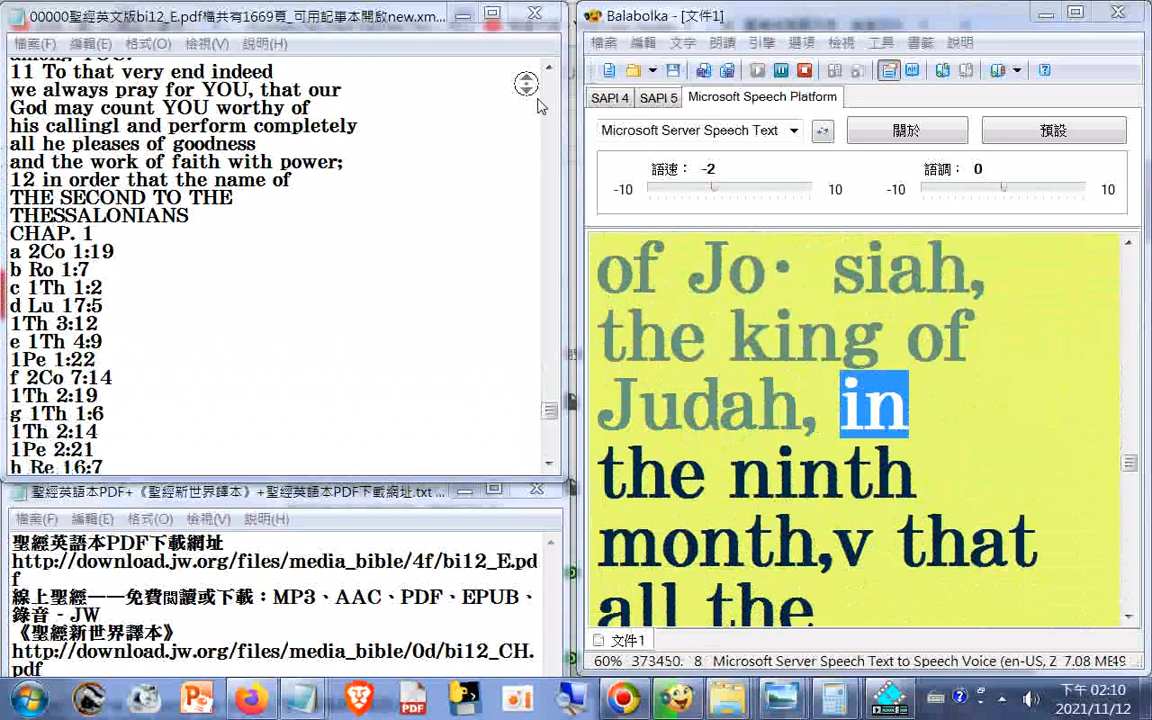 00000聖經英文版bi12_E.pdf檔共有1669頁_可用記事本開啟new.xm...
檔案(F) 編輯(E) 格式(O) 檢視(V) 說明(H)
among YOU.
11 To that very end indeed
we always pray for YOU, that our
God may count YOU worthy of
his callingl and perform completely
all he pleases of goodness
and the work of faith with power;
12 in order that the name of
THE SECOND TO THE
THESSALONIANS
CHAP. 1
a 2Co 1:19
b Ro 1:7
c 1Th 1:2
d Lu 17:5
1Th 3:12
e 1Th 4:9
1Pe 1:22
f 2Co 7:14
1Th 2:19
g 1Th 1:6
1Th 2:14
1Pe 2:21
h Re 16:7
聖經英語本PDF+《聖經新世界譯本》+聖經英語本PDF下載網址.txt ...
檔案(F) 編輯(E) 格式(O) 檢視(V) 說明(H)
聖經英語本PDF下載網址
http://download.jw.org/files/media_bible/4f/bi12_E.pd
f
線上聖經——免費閱讀或下載：MP3、AAC、PDF、EPUB、
錄音 - JW
《聖經新世界譯本》
http://download.jw.org/files/media_bible/0d/bi12_CH.
pdf
Balabolka - [文件1]
檔案 編輯 文字 朗讀 引擎 選項 檢視 工具 書籤 說明
SAPI 4 SAPI 5 Microsoft Speech Platform
Microsoft Server Speech Text 關於 預設
語速： -2 語調： 0
-10 10 -10 10
of Jo· siah,
the king of
Judah, in
the ninth
month,v that
all the
文件1
60% 373450. 8 Microsoft Server Speech Text to Speech Voice (en-US, Z 7.08 MB
下午 02:10
2021/11/12